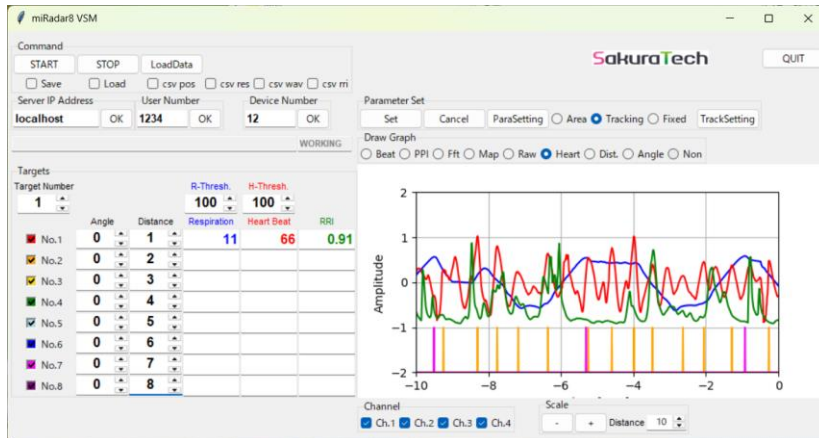 miRadar8 VSM
Command
START STOP LoadData
Save Load csv pos csv res csv wav csv rri
SakuraTech
QUIT
Server IP Address User Number Device Number
localhost OK 1234 OK 12 OK
WORKING
Parameter Set
Set Cancel ParaSetting Area Tracking Fixed TrackSetting
Draw Graph
Beat PPI Fft Map Raw Heart Dist. Angle Non
Targets
Target Number R-Thresh. H-Thresh.
1 100 100
Angle Distance Respiration Heart Beat RRI
No.1 0 1 11 66 0.91
No.2 0 2
No.3 0 3
No.4 0 4
No.5 0 5
No.6 0 6
No.7 0 7
No.8 0 8
Amplitude
2
1
0
−1
−2
−10 −8 −6 −4 −2 0
Channel
Ch.1 Ch.2 Ch.3 Ch.4
Scale
- + Distance 10